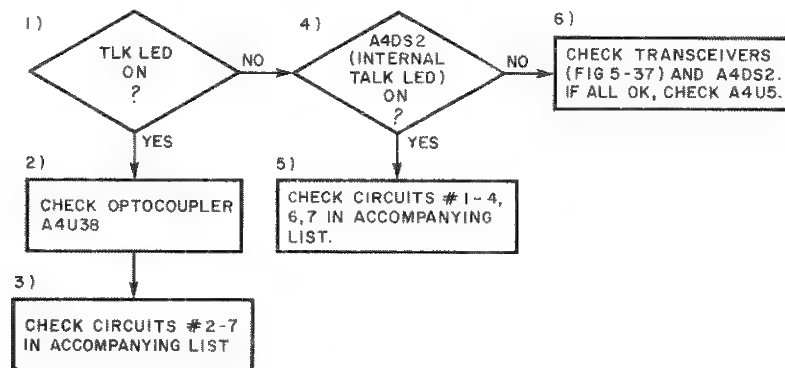 1)
TLK LED
ON
?
NO
YES
2)
CHECK OPTOCOUPLER
A4U38
3)
CHECK CIRCUITS #2-7
IN ACCOMPANYING LIST
4)
A4DS2
(INTERNAL
TALK LED)
ON
?
NO
YES
5)
CHECK CIRCUITS #1-4,
6,7 IN ACCOMPANYING
LIST.
6)
CHECK TRANSCEIVERS
(FIG 5-37) AND A4DS2.
IF ALL OK, CHECK A4U5.